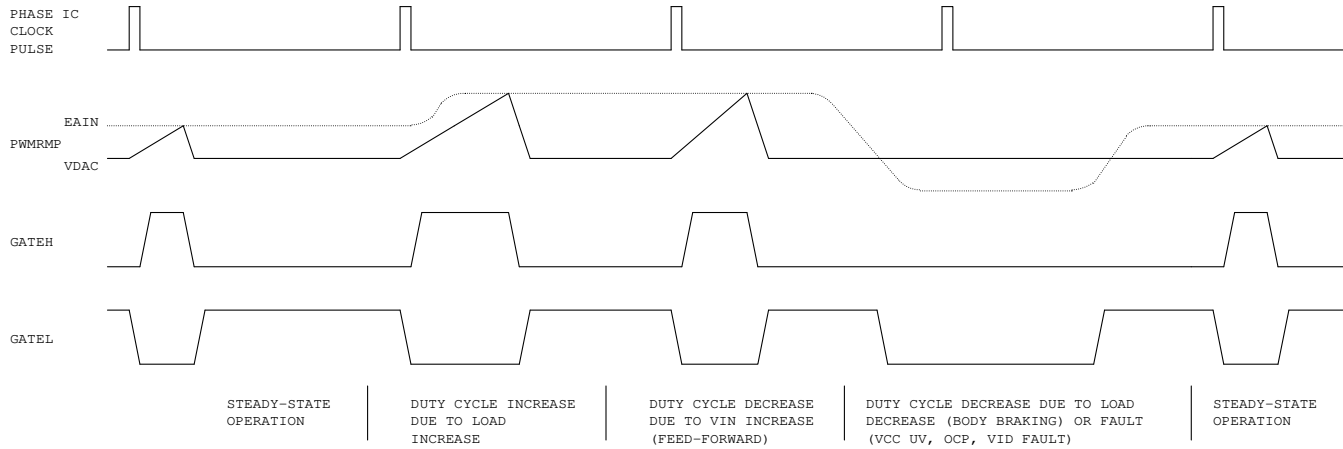 PHASE IC
CLOCK
PULSE
EAIN
PWMRMP
VDAC
GATEH
GATEL
STEADY-STATE
OPERATION
DUTY CYCLE INCREASE
DUE TO LOAD
INCREASE
DUTY CYCLE DECREASE
DUE TO VIN INCREASE
(FEED-FORWARD)
DUTY CYCLE DECREASE DUE TO LOAD
DECREASE (BODY BRAKING) OR FAULT
(VCC UV, OCP, VID FAULT)
STEADY-STATE
OPERATION